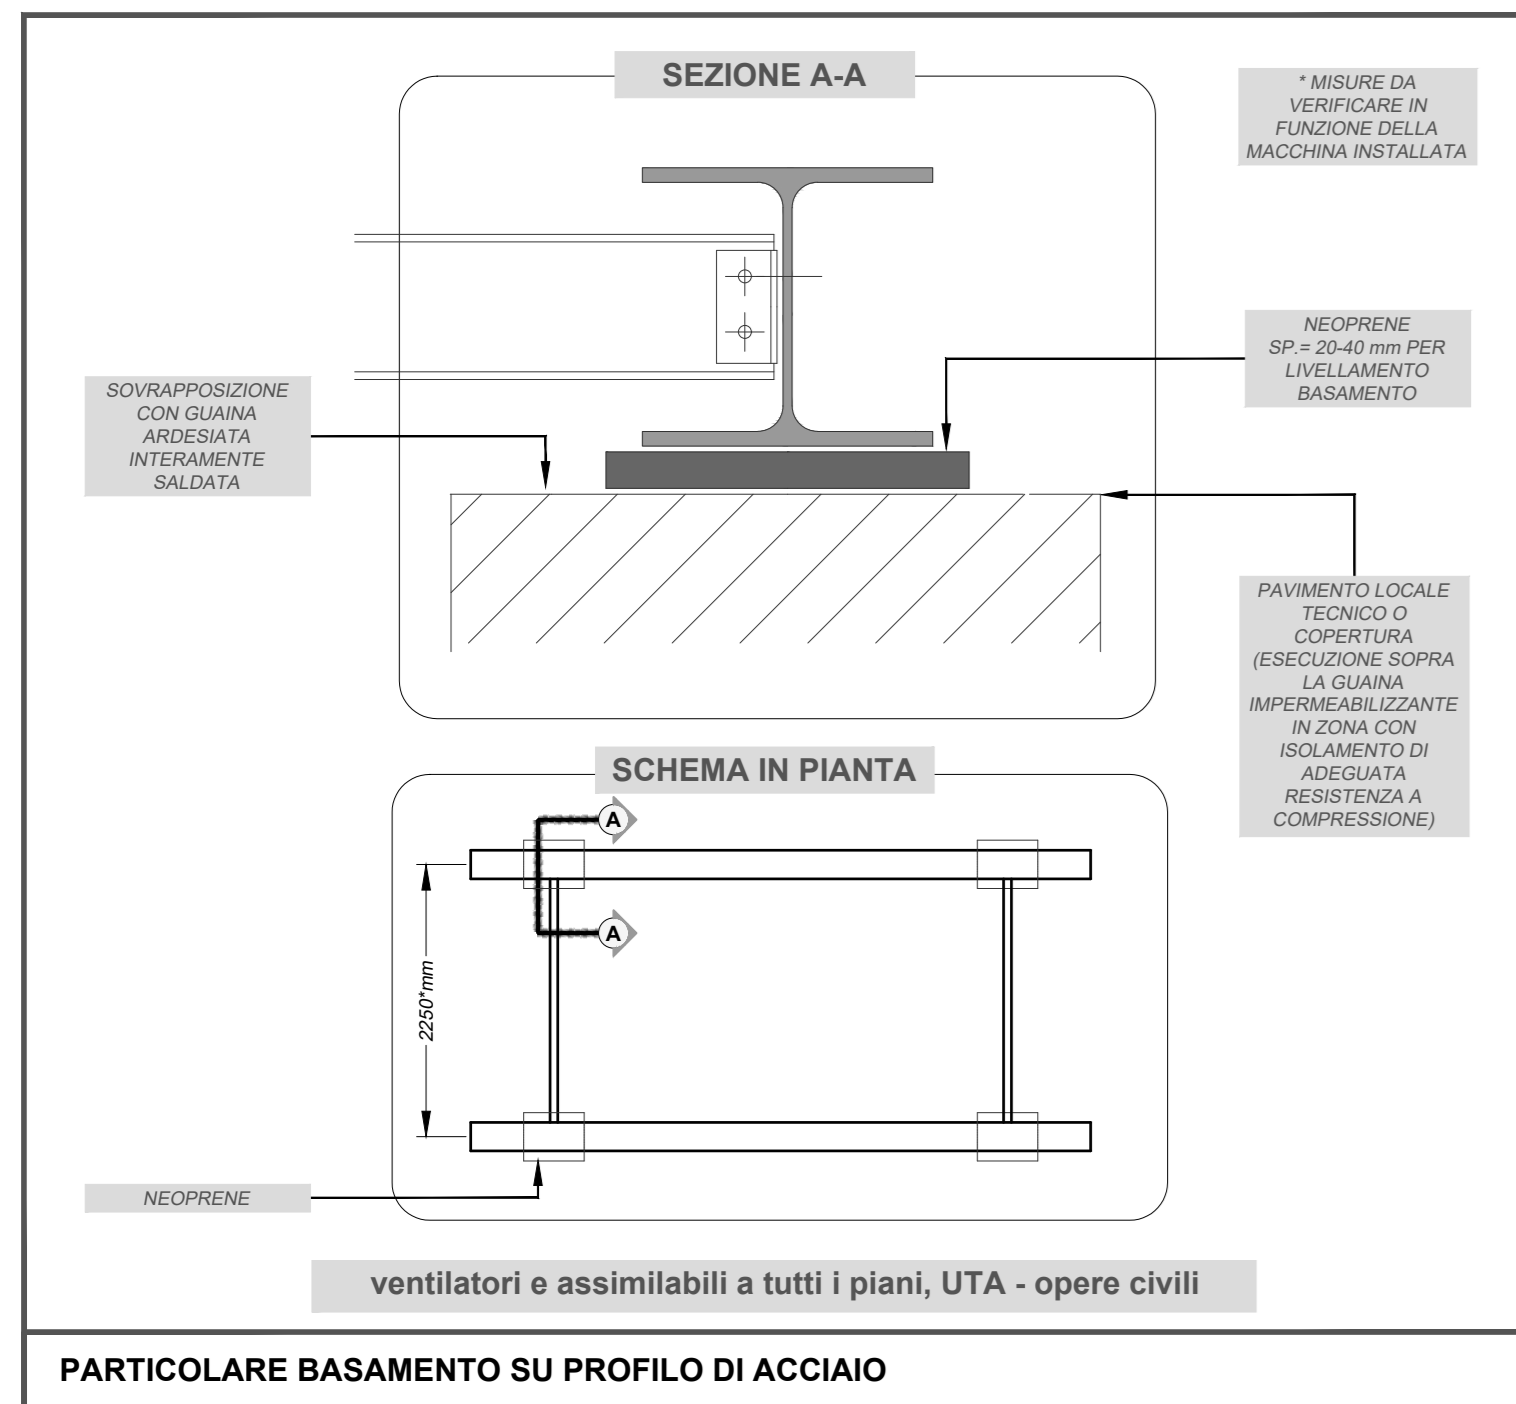 SEZIONE A-A
* MISURE DA
VERIFICARE IN
FUNZIONE DELLA
MACCHINA INSTALLATA
NEOPRENE
SP.= 20-40 mm PER
LIVELLAMENTO
BASAMENTO
SOVRAPPOSIZIONE
CON GUAINA
ARDESIATA
INTERAMENTE
SALDATA
PAVIMENTO LOCALE
TECNICO O
COPERTURA
(ESECUZIONE SOPRA
LA GUAINA
IMPERMEABILIZZANTE
IN ZONA CON
ISOLAMENTO DI
ADEGUATA
RESISTENZA A
COMPRESSIONE)
SCHEMA IN PIANTA
A
A
2250*mm
NEOPRENE
ventilatori e assimilabili a tutti i piani, UTA - opere civili
PARTICOLARE BASAMENTO SU PROFILO DI ACCIAIO